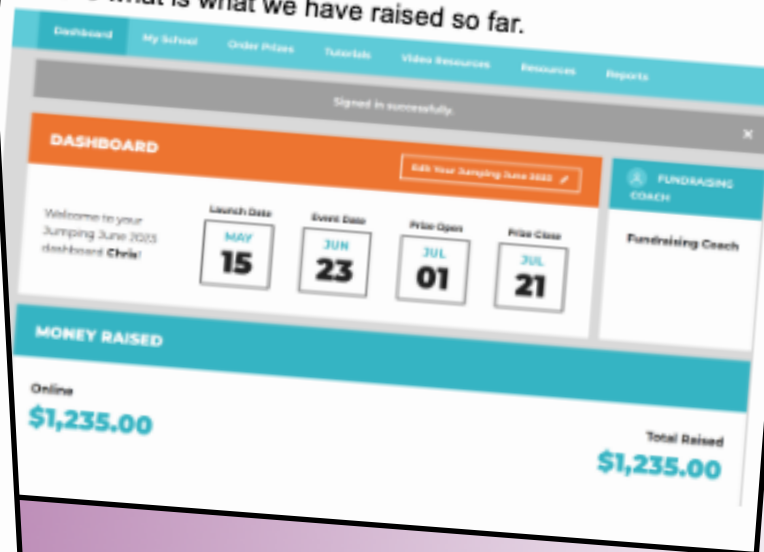 what is what we have raised so far.
Dashboard My School Order Prizes Tutorials Video Resources Resources Reports
Signed in successfully. ×
DASHBOARD
Edit Your Jumping June 2023
FUNDRAISING
COACH
Welcome to your
Jumping June 2023
dashboard Chris!
Launch Date Event Date Prize Open Prize Close
MAY JUN JUL JUL
15 23 01 21
Fundraising Coach
MONEY RAISED
Online
$1,235.00
Total Raised
$1,235.00